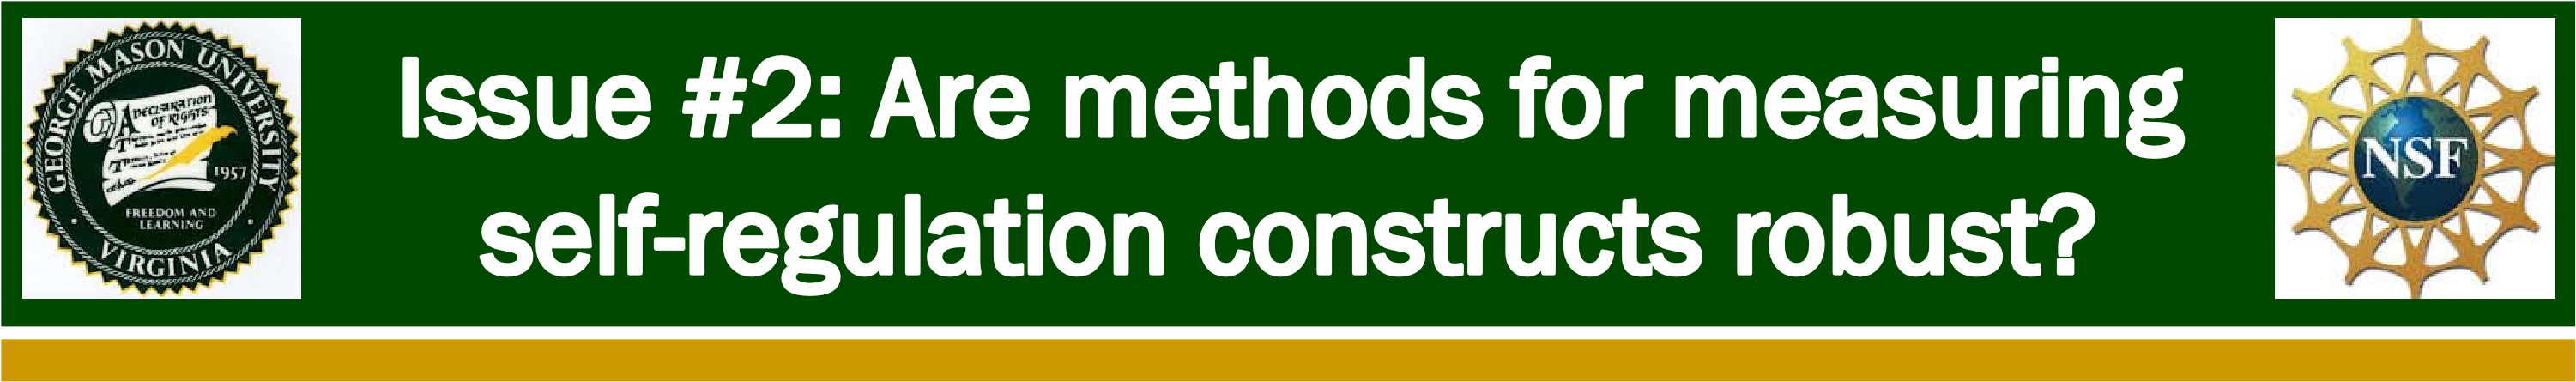 GEORGE MASON UNIVERSITY
A DECLARATION
OF RIGHTS
1957
FREEDOM AND
LEARNING
VIRGINIA
Issue #2: Are methods for measuring
self-regulation constructs robust?
NSF